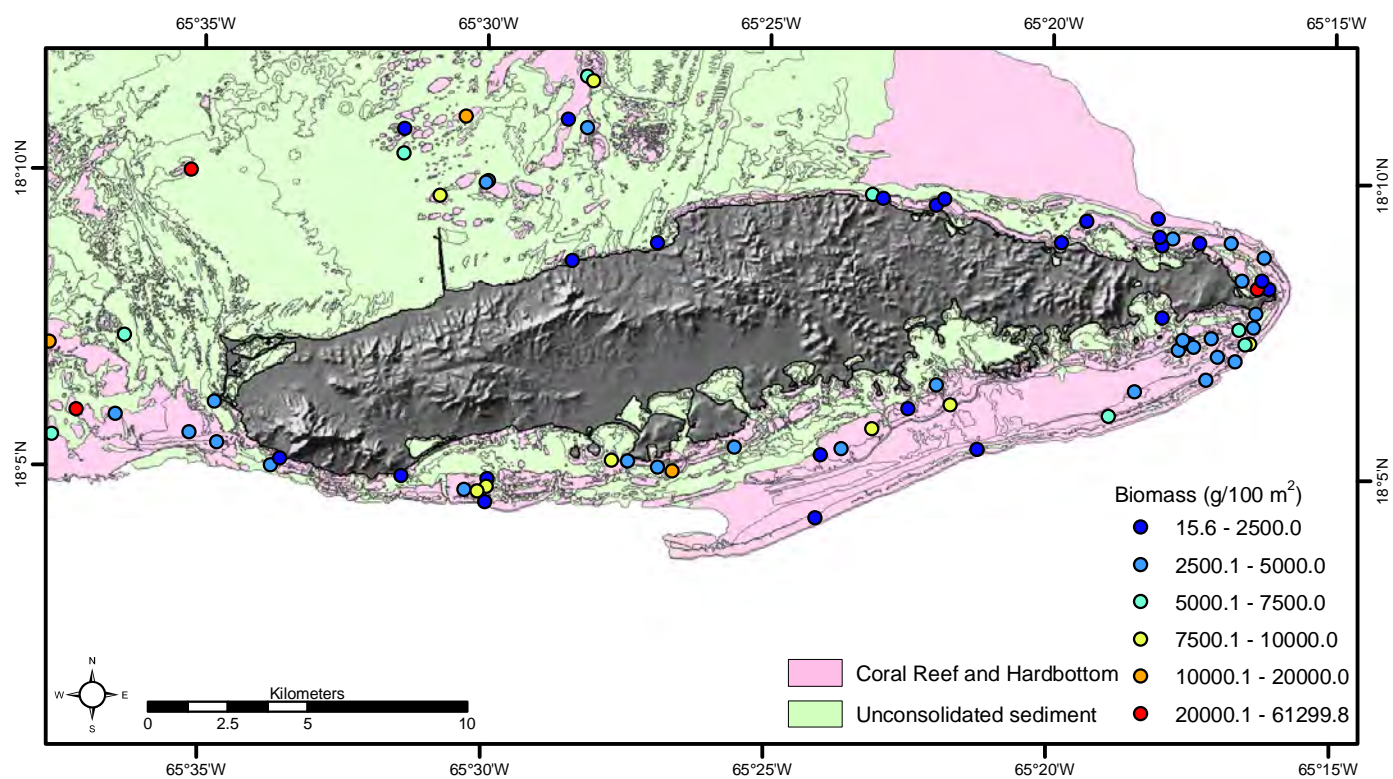 65°35'W 65°30'W 65°25'W 65°20'W 65°15'W
18°10'N 18°10'N
18°5'N 18°5'N
Biomass (g/100 m²)
15.6 - 2500.0
2500.1 - 5000.0
5000.1 - 7500.0
7500.1 - 10000.0
10000.1 - 20000.0
20000.1 - 61299.8
Coral Reef and Hardbottom
Unconsolidated sediment
N
W E
S
Kilometers
0 2.5 5 10
65°35'W 65°30'W 65°25'W 65°20'W 65°15'W